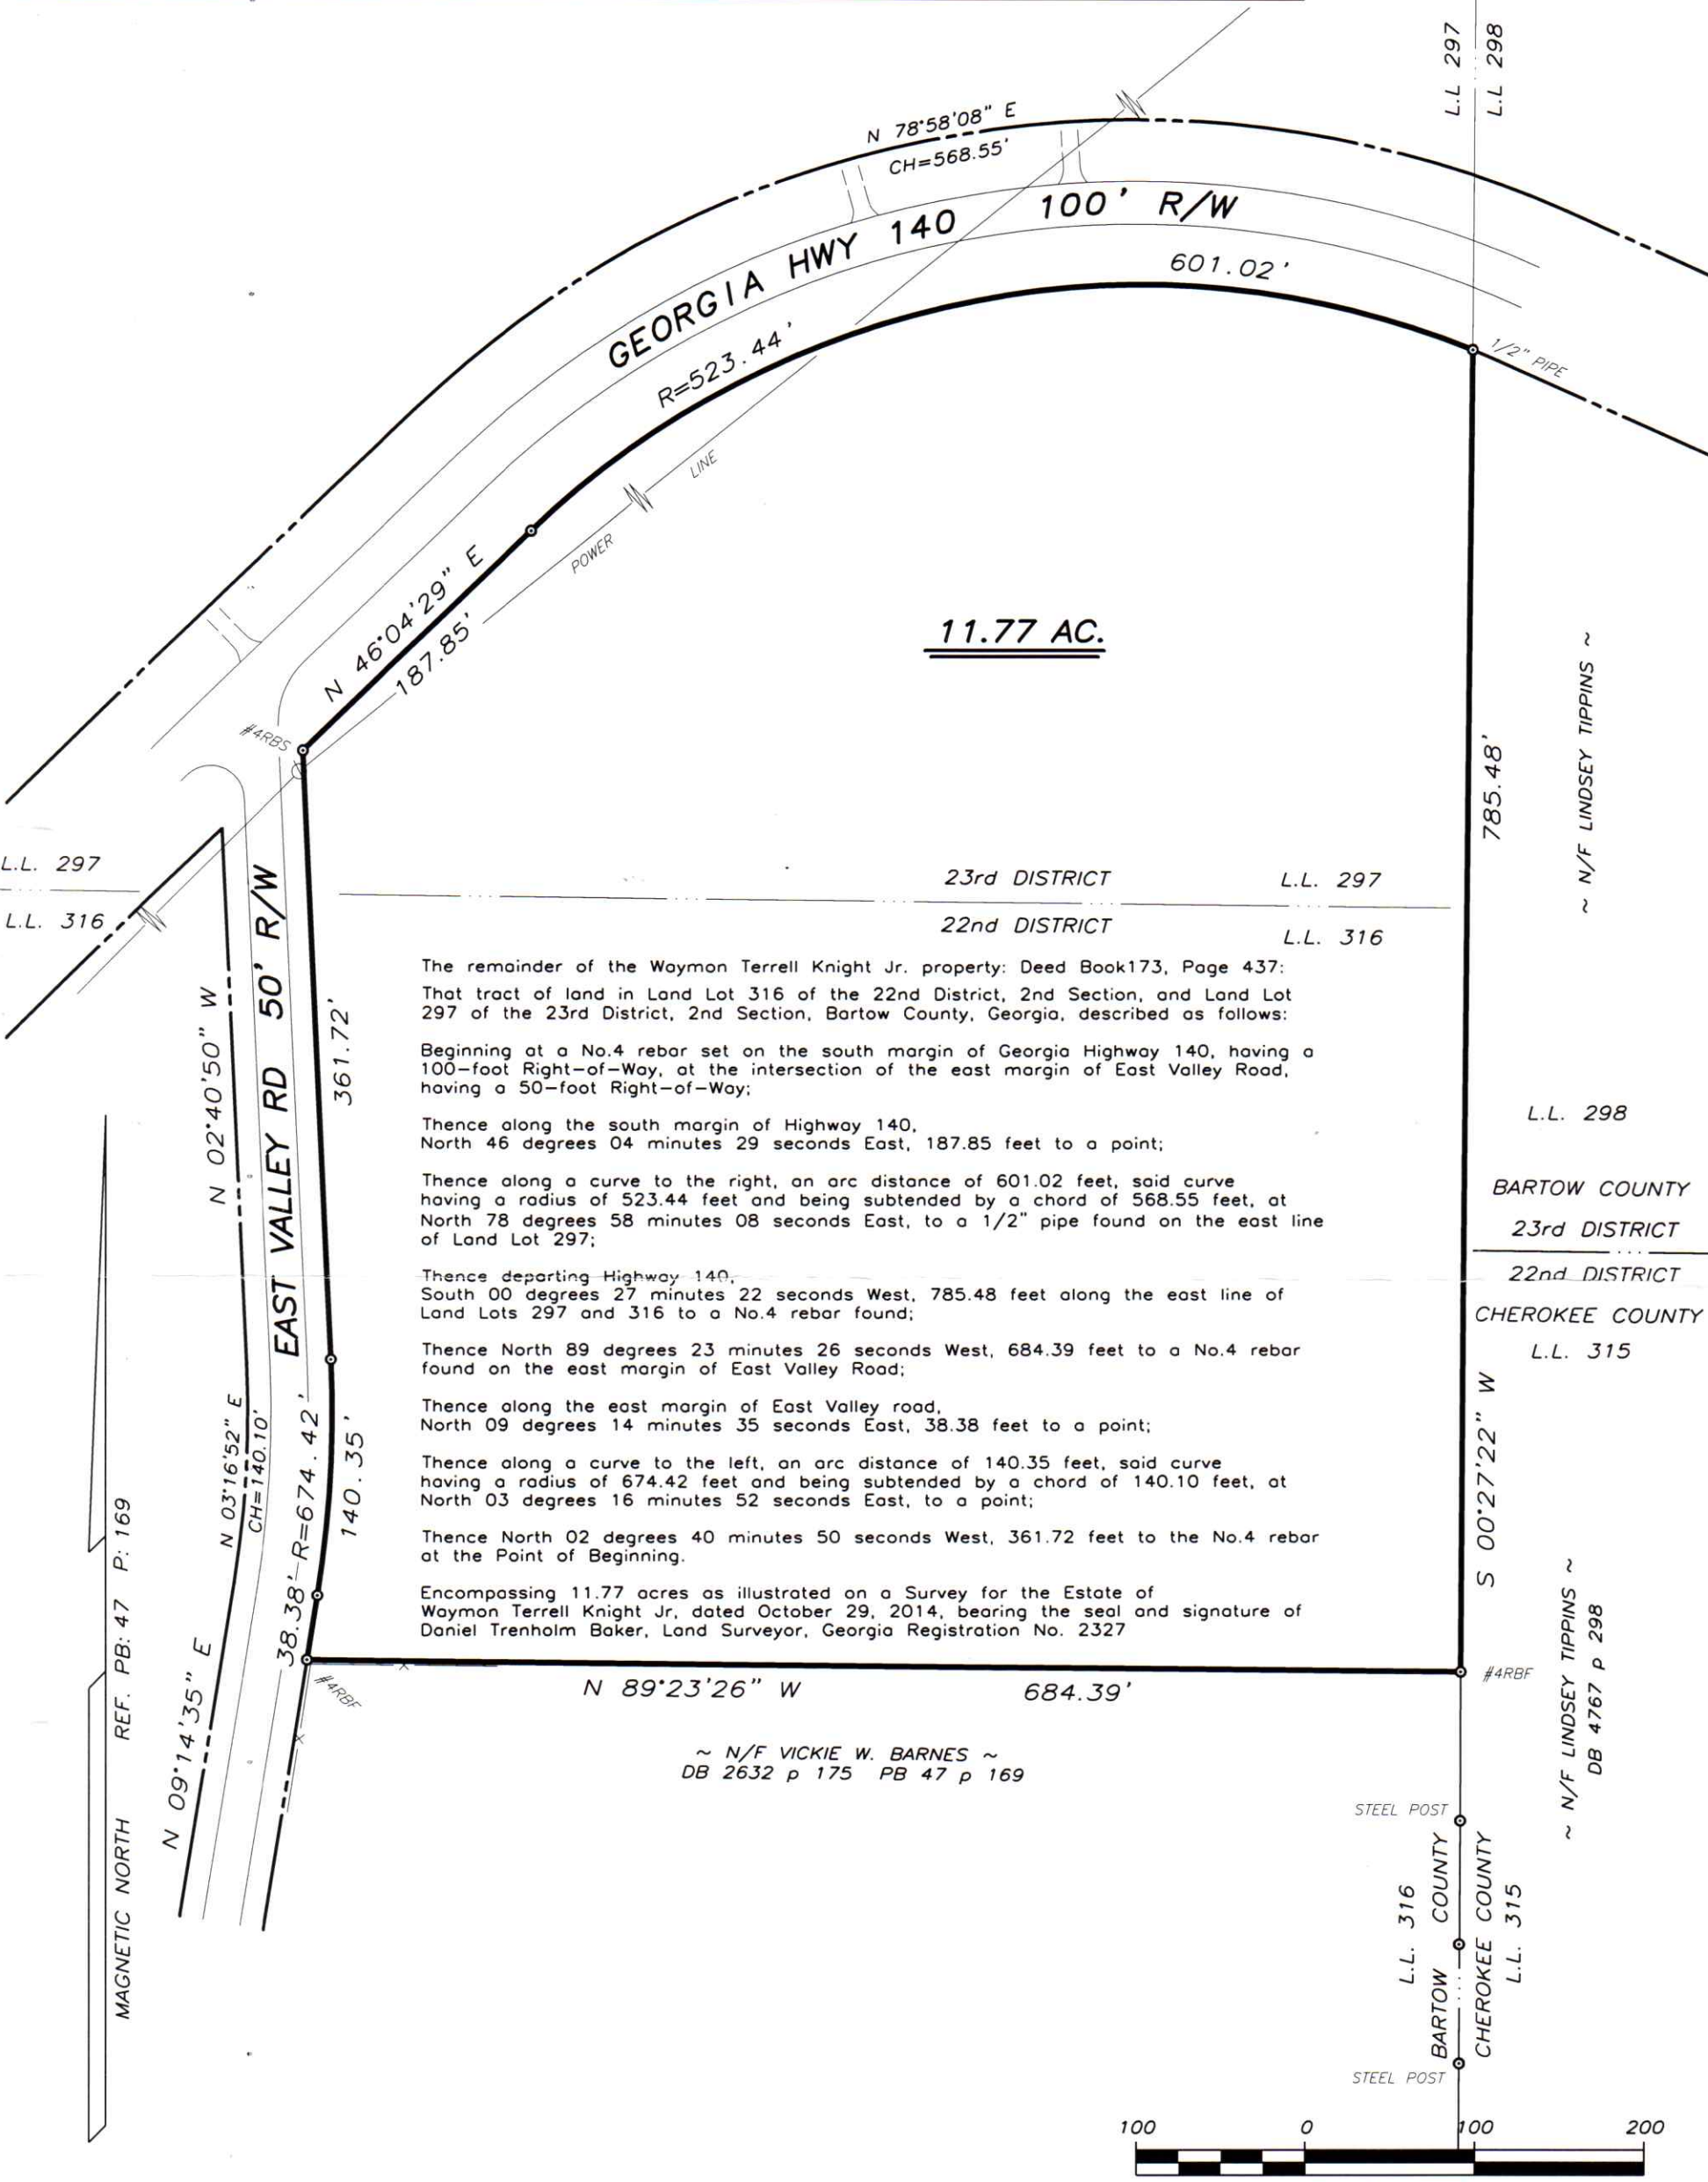 L.L 297
L.L 298
N 78°58'08" E
CH=568.55'
GEORGIA HWY 140 100' R/W
601.02'
R=523.44'
1/2" PIPE
LINE
POWER
N 46°04'29" E
187.85'
11.77 AC.
#4RBS
~ N/F LINDSEY TIPPINS ~
785.48'
L.L. 297
L.L. 316
23rd DISTRICT L.L. 297
22nd DISTRICT L.L. 316
EAST VALLEY RD 50' R/W
N 02°40'50" W
361.72'
The remainder of the Waymon Terrell Knight Jr. property: Deed Book173, Page 437:
That tract of land in Land Lot 316 of the 22nd District, 2nd Section, and Land Lot
297 of the 23rd District, 2nd Section, Bartow County, Georgia, described as follows:
Beginning at a No.4 rebar set on the south margin of Georgia Highway 140, having a
100-foot Right-of-Way, at the intersection of the east margin of East Valley Road,
having a 50-foot Right-of-Way;
Thence along the south margin of Highway 140,
North 46 degrees 04 minutes 29 seconds East, 187.85 feet to a point;
Thence along a curve to the right, an arc distance of 601.02 feet, said curve
having a radius of 523.44 feet and being subtended by a chord of 568.55 feet, at
North 78 degrees 58 minutes 08 seconds East, to a 1/2" pipe found on the east line
of Land Lot 297;
Thence departing Highway 140,
South 00 degrees 27 minutes 22 seconds West, 785.48 feet along the east line of
Land Lots 297 and 316 to a No.4 rebar found;
Thence North 89 degrees 23 minutes 26 seconds West, 684.39 feet to a No.4 rebar
found on the east margin of East Valley Road;
Thence along the east margin of East Valley road,
North 09 degrees 14 minutes 35 seconds East, 38.38 feet to a point;
Thence along a curve to the left, an arc distance of 140.35 feet, said curve
having a radius of 674.42 feet and being subtended by a chord of 140.10 feet, at
North 03 degrees 16 minutes 52 seconds East, to a point;
Thence North 02 degrees 40 minutes 50 seconds West, 361.72 feet to the No.4 rebar
at the Point of Beginning.
Encompassing 11.77 acres as illustrated on a Survey for the Estate of
Waymon Terrell Knight Jr, dated October 29, 2014, bearing the seal and signature of
Daniel Trenholm Baker, Land Surveyor, Georgia Registration No. 2327
L.L. 298
BARTOW COUNTY
23rd DISTRICT
22nd DISTRICT
CHEROKEE COUNTY
L.L. 315
S 00°27'22" W
N 03°16'52" E
CH=140.10'
R=674.42'
140.35'
38.38'
N 09°14'35" E
#4RBF
N 89°23'26" W 684.39'
#4RBF
~ N/F VICKIE W. BARNES ~
DB 2632 p 175 PB 47 p 169
~ N/F LINDSEY TIPPINS ~
DB 4767 p 298
MAGNETIC NORTH REF. PB: 47 P: 169
STEEL POST
L.L. 316
BARTOW COUNTY
CHEROKEE COUNTY
L.L. 315
STEEL POST
100 0 100 200